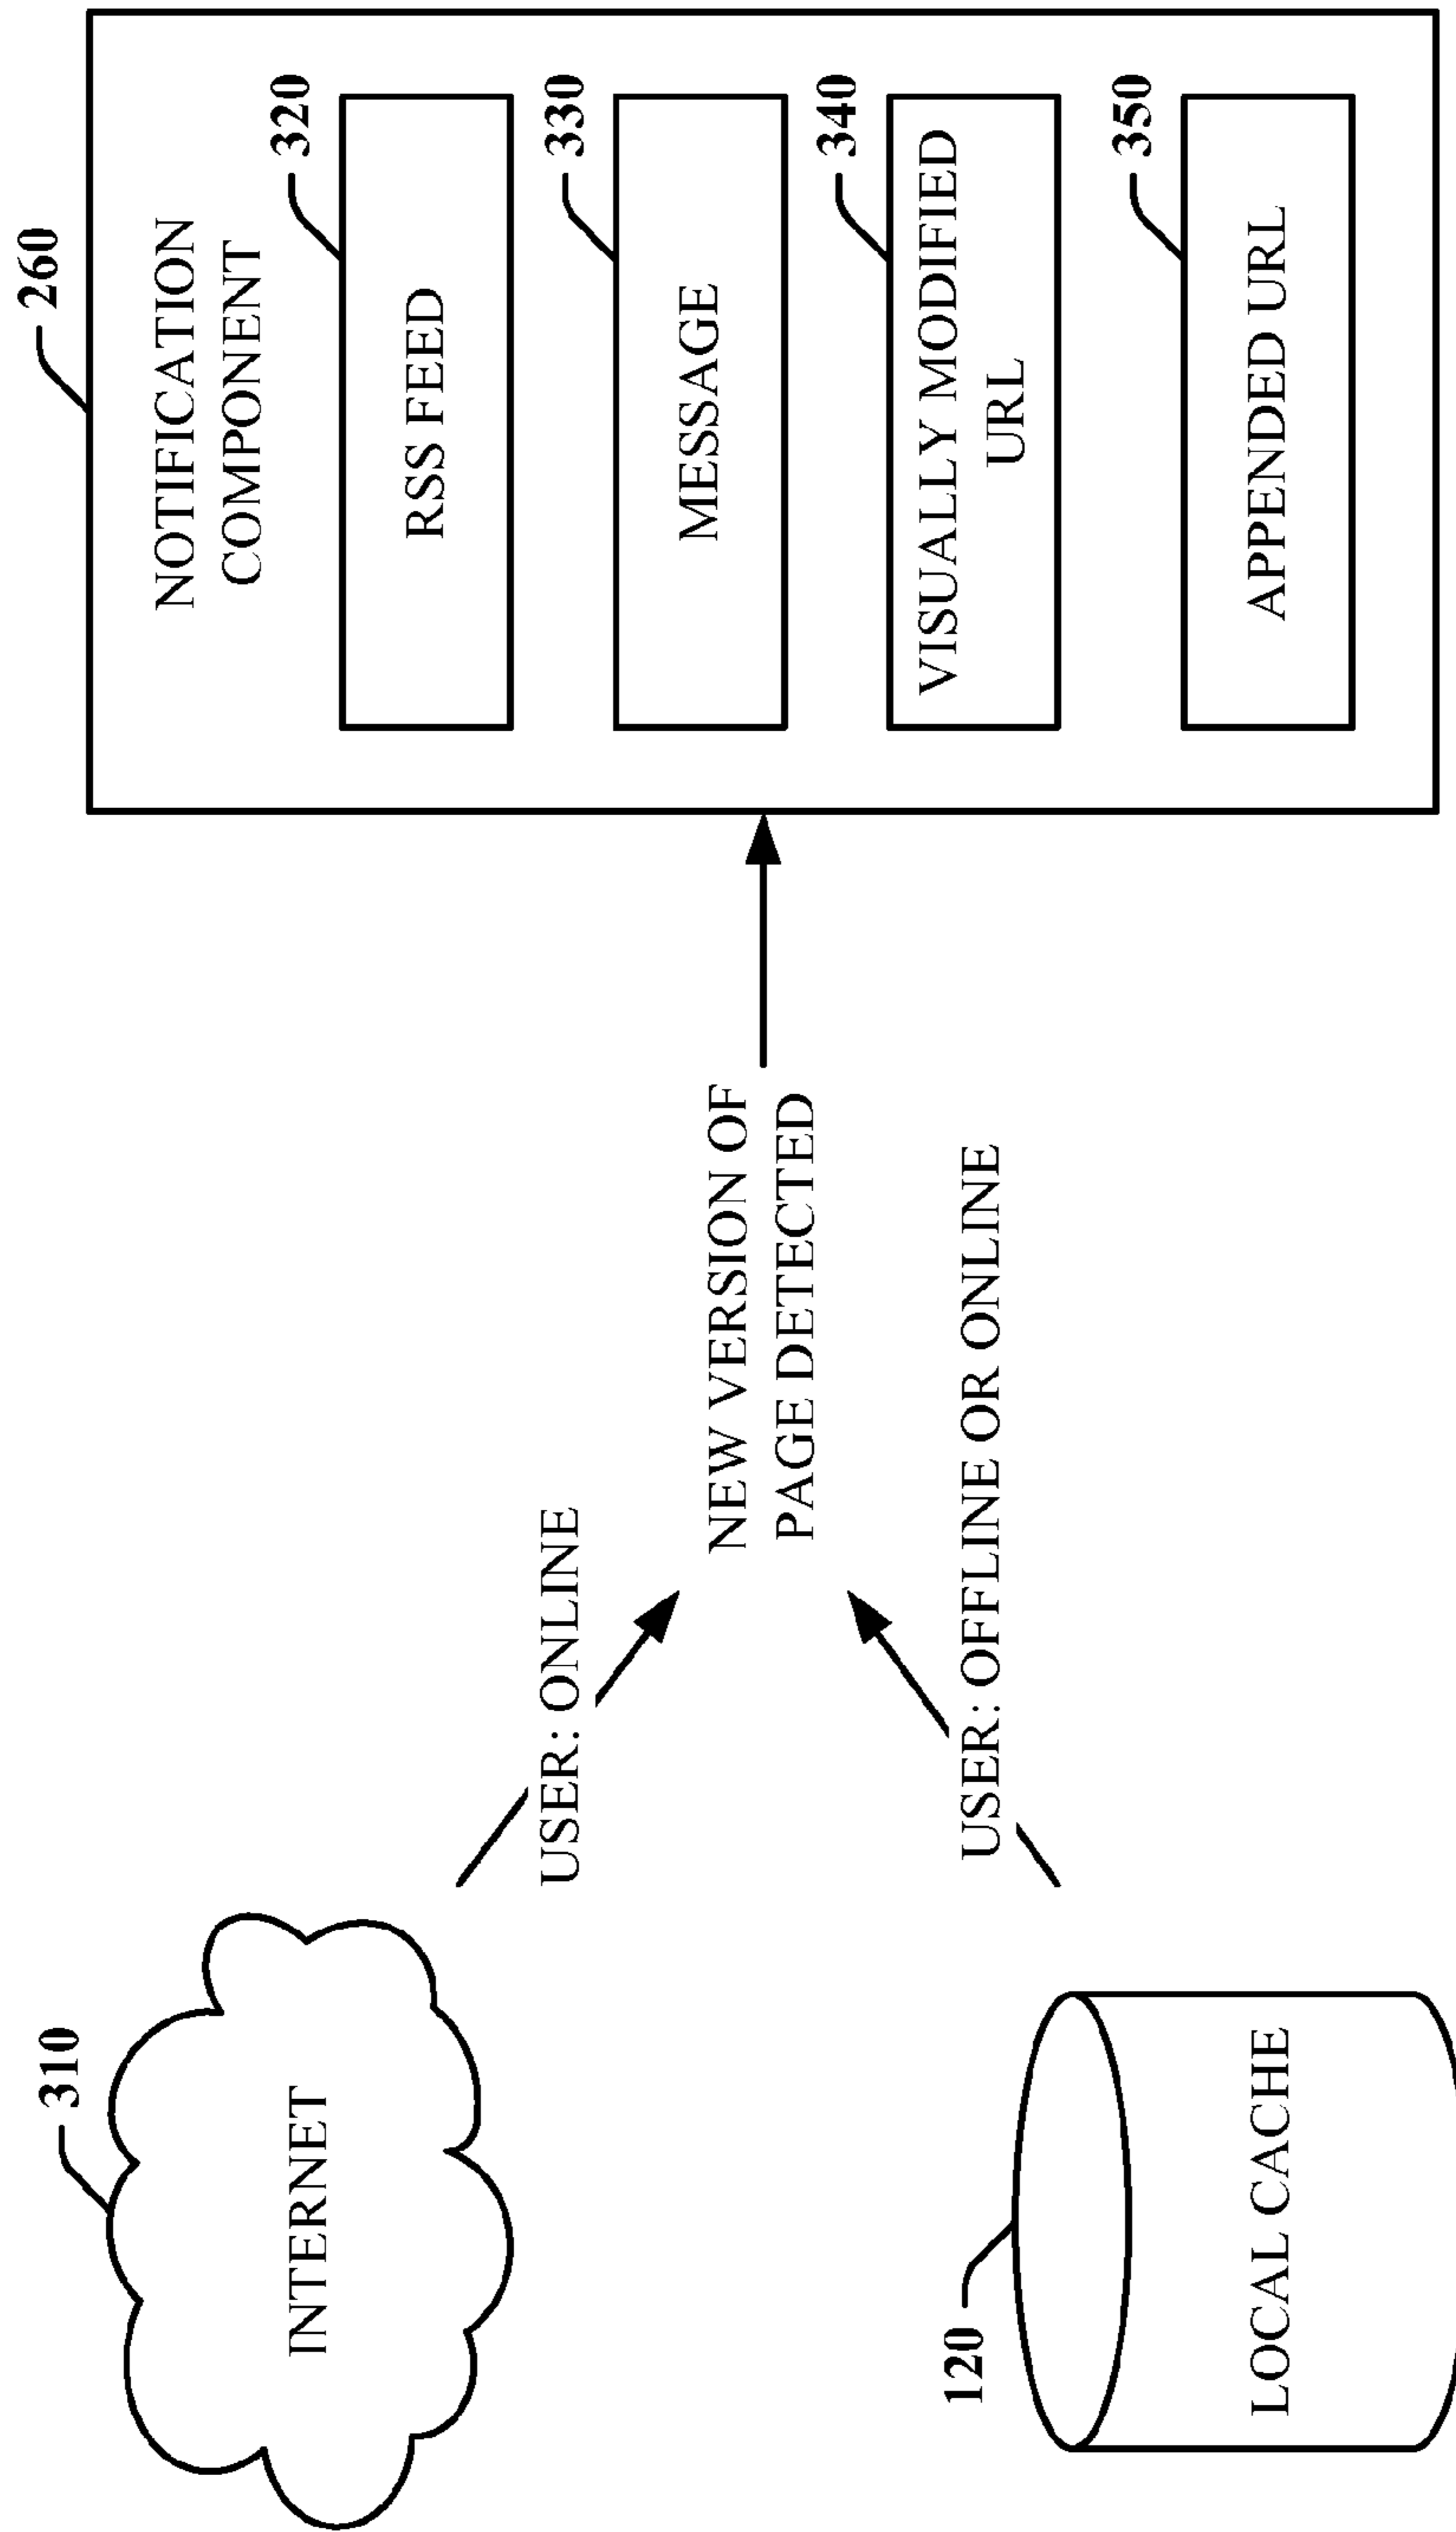 310
INTERNET
120
LOCAL CACHE
USER: ONLINE
USER: OFFLINE OR ONLINE
NEW VERSION OF
PAGE DETECTED
260
NOTIFICATION
COMPONENT
320
RSS FEED
330
MESSAGE
340
VISUALLY MODIFIED
URL
350
APPENDED URL